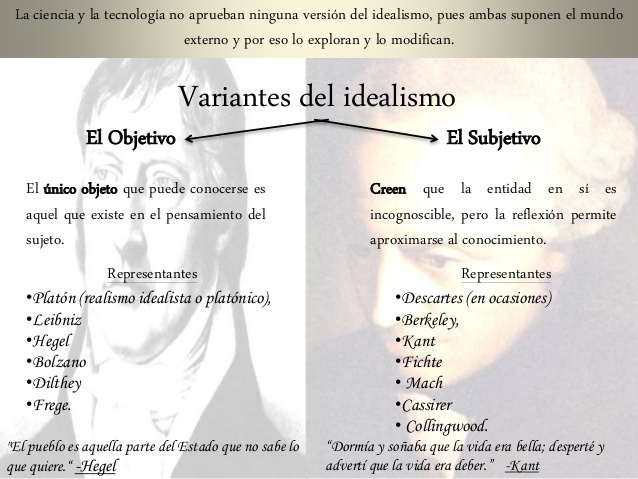 La ciencia y la tecnología no aprueban ninguna versión del idealismo, pues ambas suponen el mundo
externo y por eso lo exploran y lo modifican.
Variantes del idealismo
El Objetivo
El único objeto que puede conocerse es
aquel que existe en el pensamiento del
sujeto.
Representantes
•Platón (realismo idealista o platónico),
•Leibniz
•Hegel
•Bolzano
•Dilthey
•Frege.
"El pueblo es aquella parte del Estado que no sabe lo
que quiere.“ -Hegel
El Subjetivo
Creen que la entidad en sí es
incognoscible, pero la reflexión permite
aproximarse al conocimiento.
Representantes
•Descartes (en ocasiones)
•Berkeley,
•Kant
•Fichte
• Mach
•Cassirer
• Collingwood.
“Dormía y soñaba que la vida era bella; desperté y
advertí que la vida era deber.” -Kant